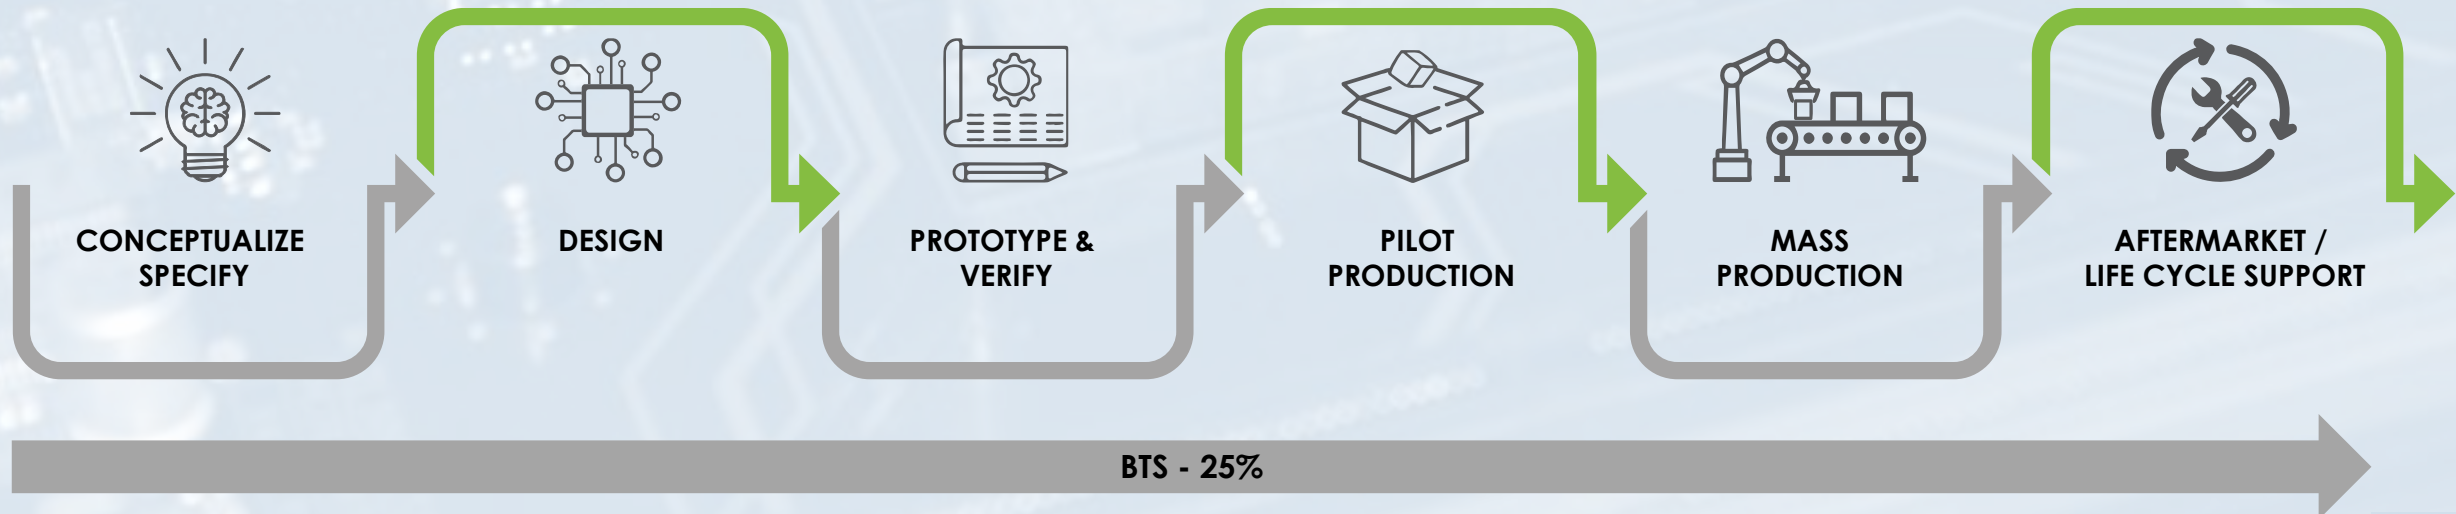 CONCEPTUALIZE
SPECIFY
DESIGN
PROTOTYPE &
VERIFY
PILOT
PRODUCTION
MASS
PRODUCTION
AFTERMARKET /
LIFE CYCLE SUPPORT
BTS - 25%